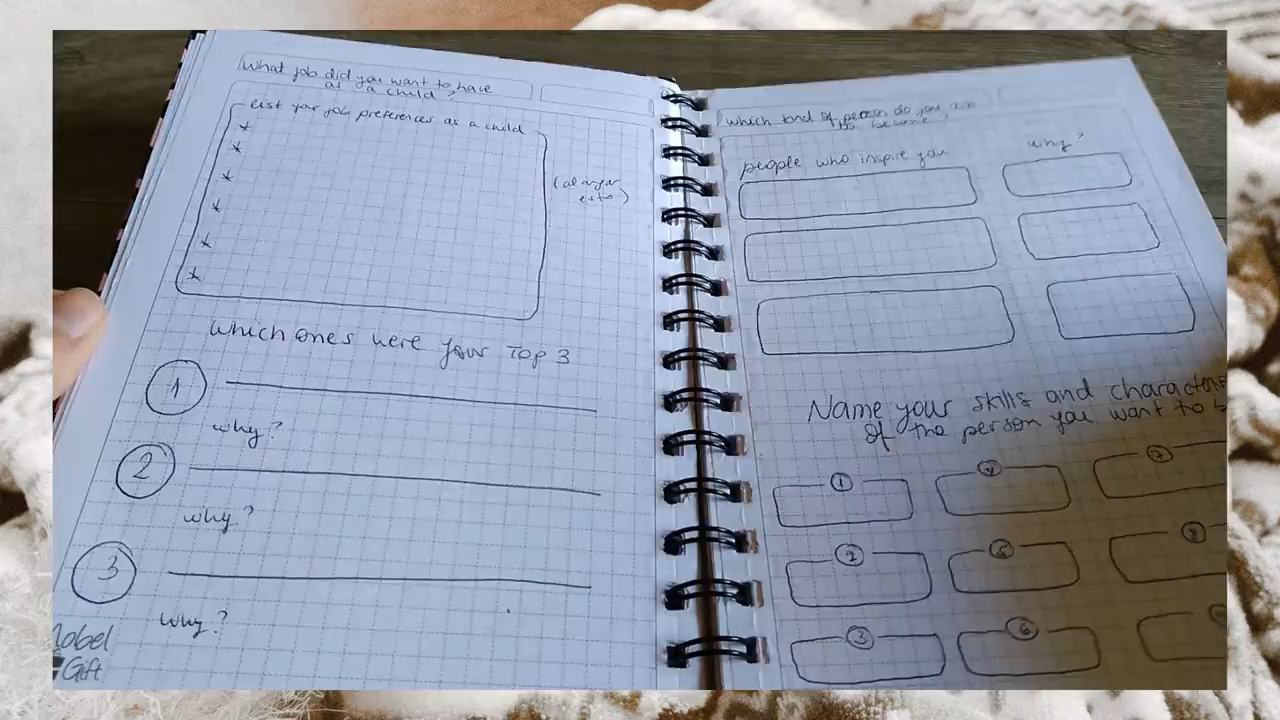 What job did you want to have
as a child?
List your job preferences as a child
*
*
*
*
*
*
which ones were your Top 3
1
why?
2
why?
3
why?
Nobel
Gift
which kind of person do you
become
people who inspire you
why?
Name your skills and
of the person you want to
1
4
7
2
5
8
3
6